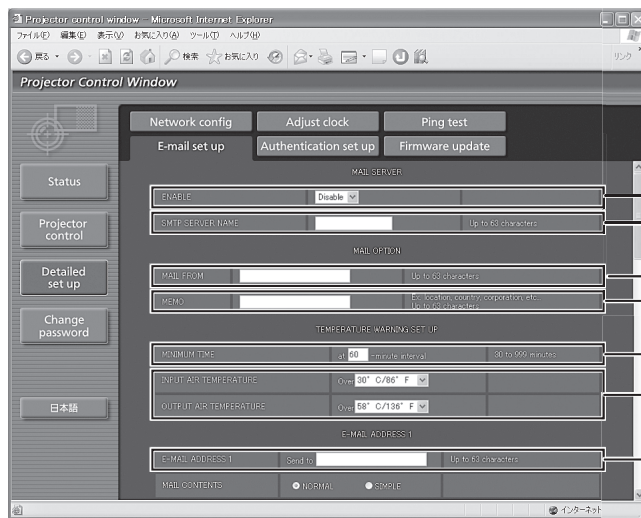 Projector control window - Microsoft Internet Explorer
ファイル(F) 編集(E) 表示(V) お気に入り(A) ツール(T) ヘルプ(H)
戻る 検索 お気に入り リンク
Projector Control Window
Network config Adjust clock Ping test
E-mail set up Authentication set up Firmware update
Status
Projector control
Detailed set up
Change password
日本語
MAIL SERVER
ENABLE Disable
SMTP SERVER NAME Up to 63 characters
MAIL OPTION
MAIL FROM Up to 63 characters
MEMO Ex. location, country, corporation, etc..
Up to 63 characters
TEMPERATURE WARNING SET UP
MINIMUM TIME at 60 -minute interval 30 to 999 minutes
INPUT AIR TEMPERATURE Over 30° C/86° F
OUTPUT AIR TEMPERATURE Over 58° C/136° F
E-MAIL ADDRESS 1
E-MAIL ADDRESS 1 Send to Up to 63 characters
MAIL CONTENTS NORMAL SIMPLE
インターネット